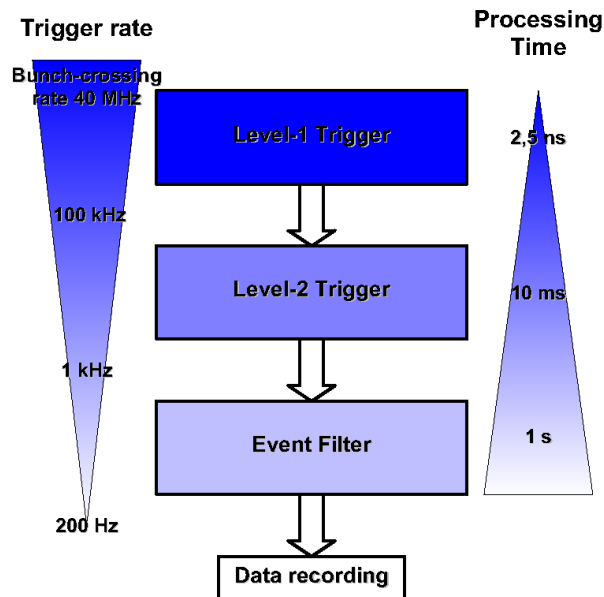 Trigger rate
Processing
Time
Bunch-crossing
rate 40 MHz
Level-1 Trigger
2,5 ns
100 kHz
Level-2 Trigger
10 ms
1 kHz
Event Filter
1 s
200 Hz
Data recording